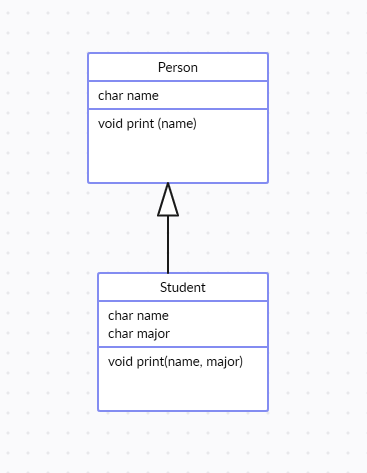 Person
char name
void print (name)
Student
char name
char major
void print(name, major)